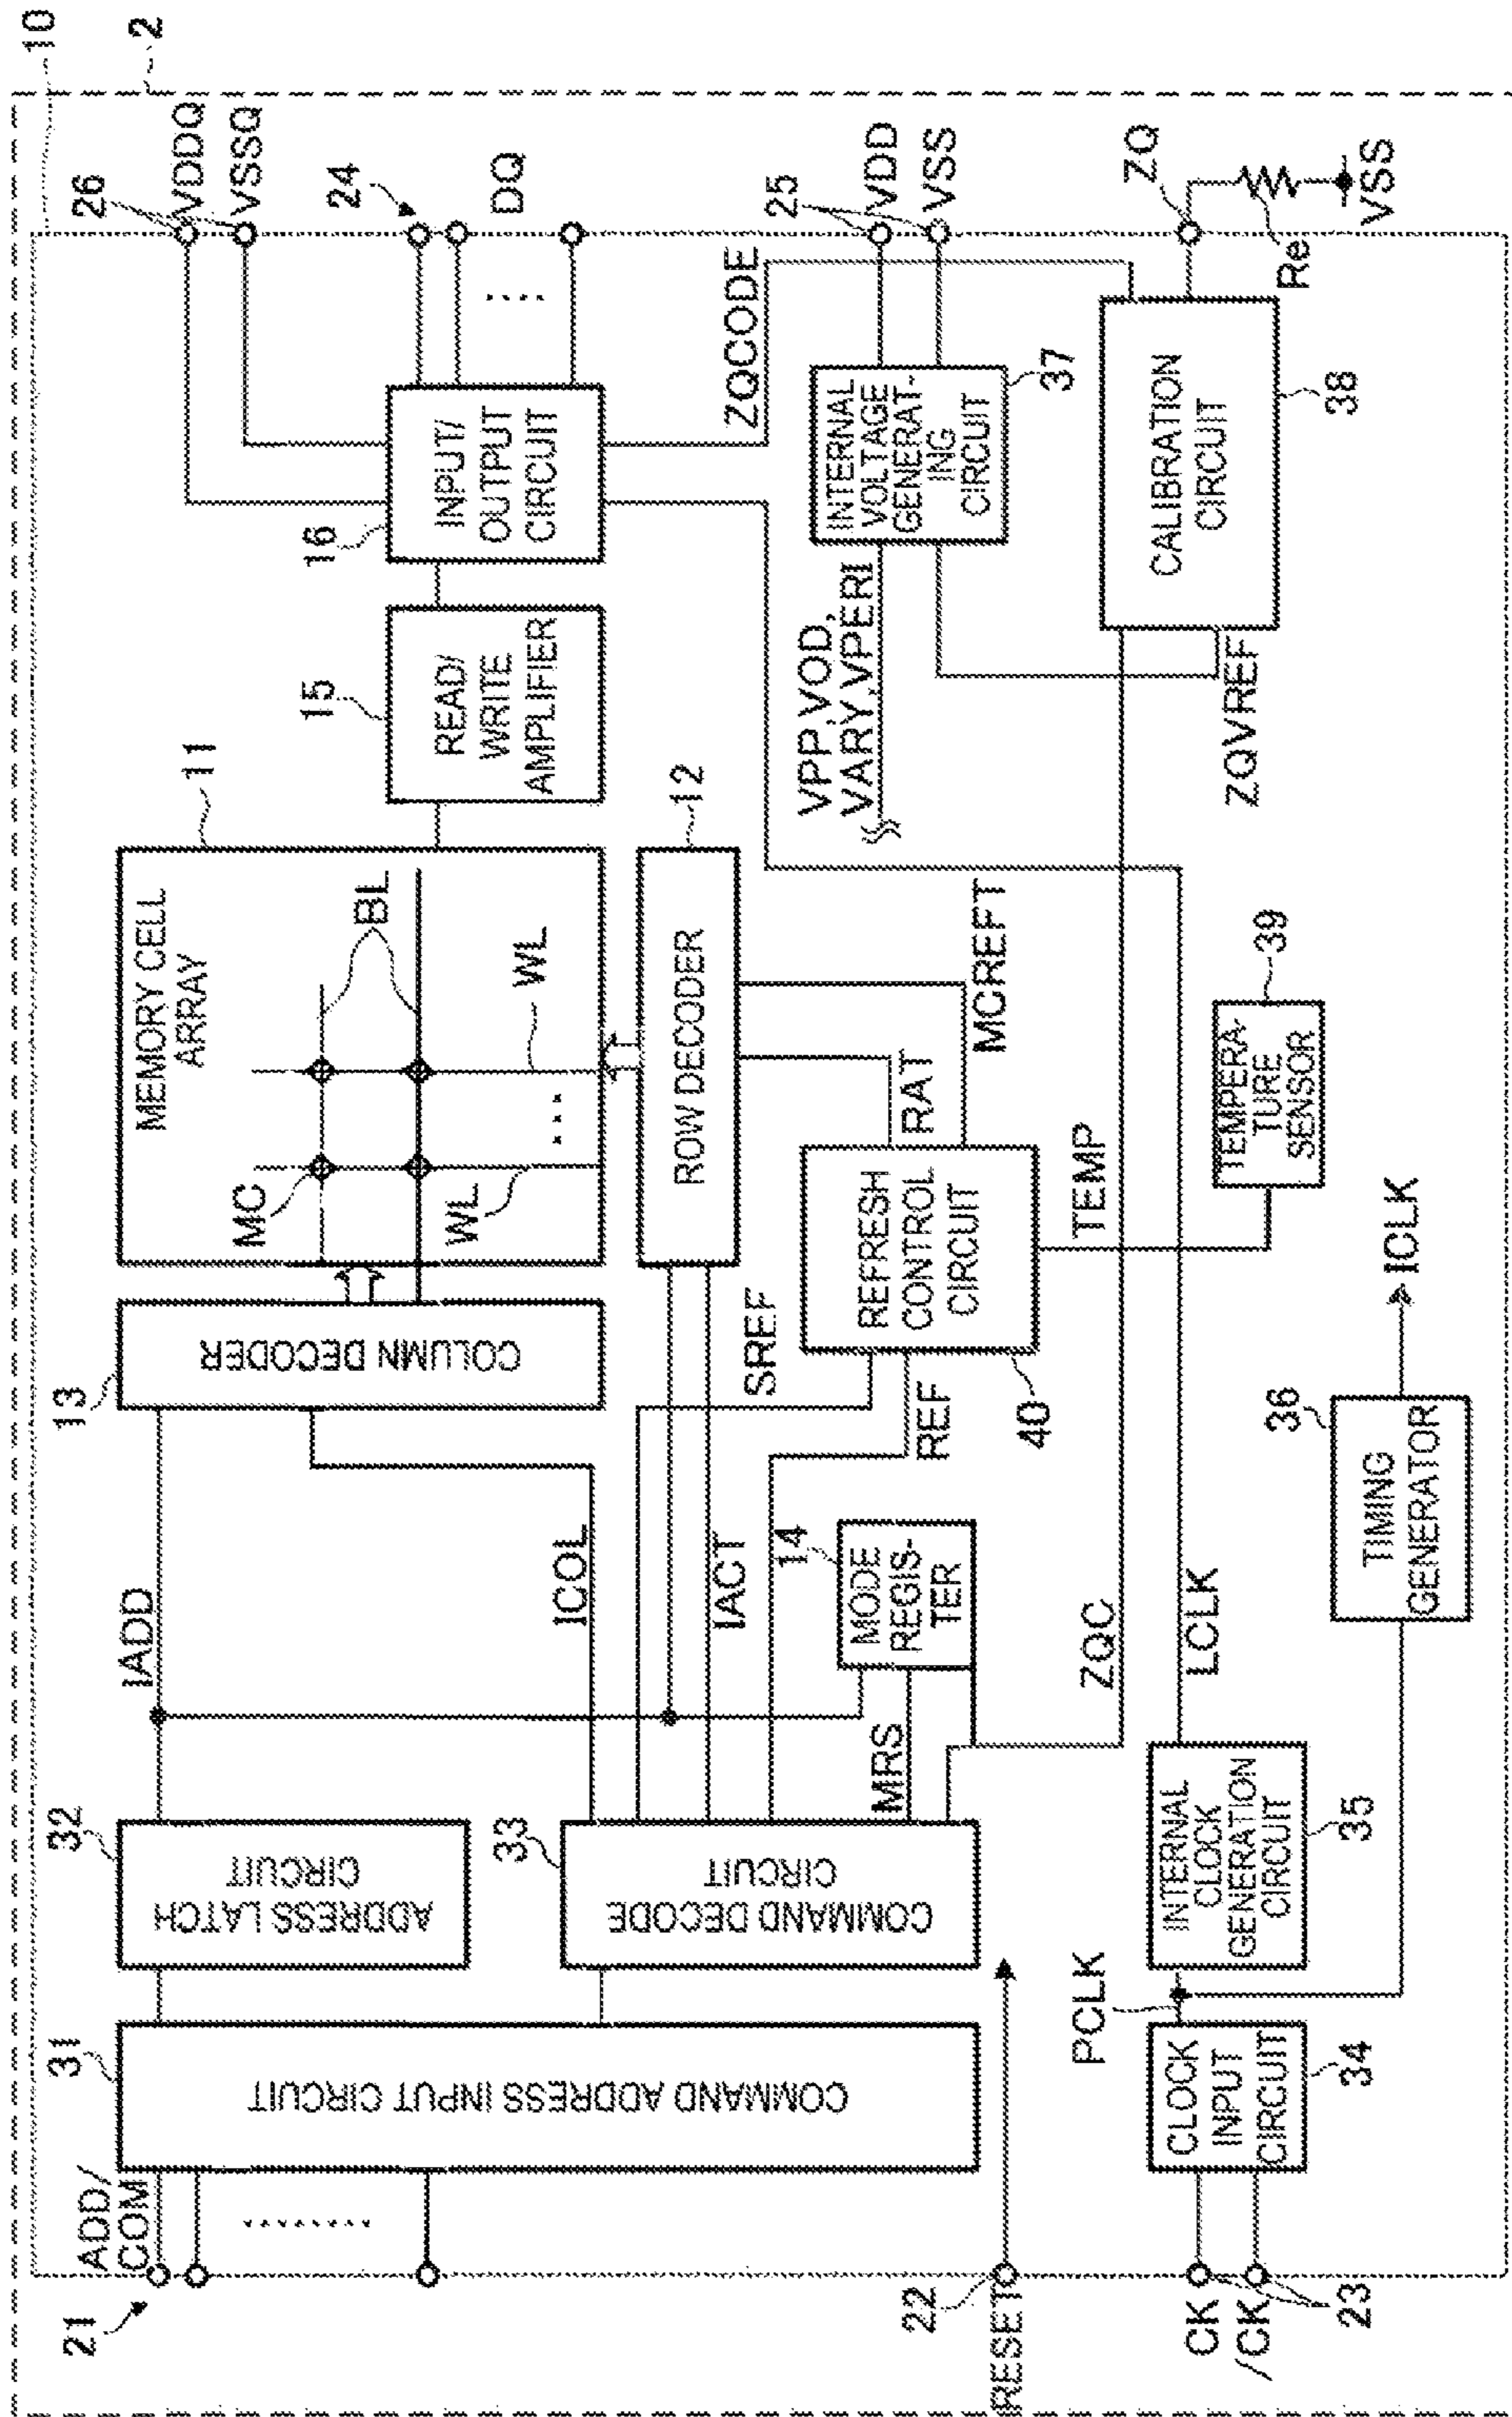 10
2
ADD/
COM
21
31
COMMAND ADDRESS INPUT CIRCUIT
32
ADDRESS LATCH
CIRCUIT
33
COMMAND DECODE
CIRCUIT
IADD
ICOL
IACT
SREF
REF
MRS
14
MODE
REGIS-
TER
13
COLUMN DECODER
MEMORY CELL
ARRAY
11
MC
BL
WL
WL
12
ROW DECODER
15
READ/
WRITE
AMPLIFIER
16
INPUT/
OUTPUT
CIRCUIT
26
VDDQ
VSSQ
24
DQ
ZQCODE
25
VDD
VSS
INTERNAL
VOLTAGE
GENERAT-
ING
CIRCUIT
37
VPP,VOD,
VARY,VPERI
REFRESH
CONTROL
CIRCUIT
40
RAT
MCREFT
TEMP
TEMPERA-
TURE
SENSOR
39
ZQC
LCLK
CALIBRATION
CIRCUIT
38
ZQVREF
ZQ
Re
VSS
22
RESET
CK
/CK
23
CLOCK
INPUT
CIRCUIT
34
PCLK
INTERNAL
CLOCK
GENERATION
CIRCUIT
35
TIMING
GENERATOR
36
ICLK